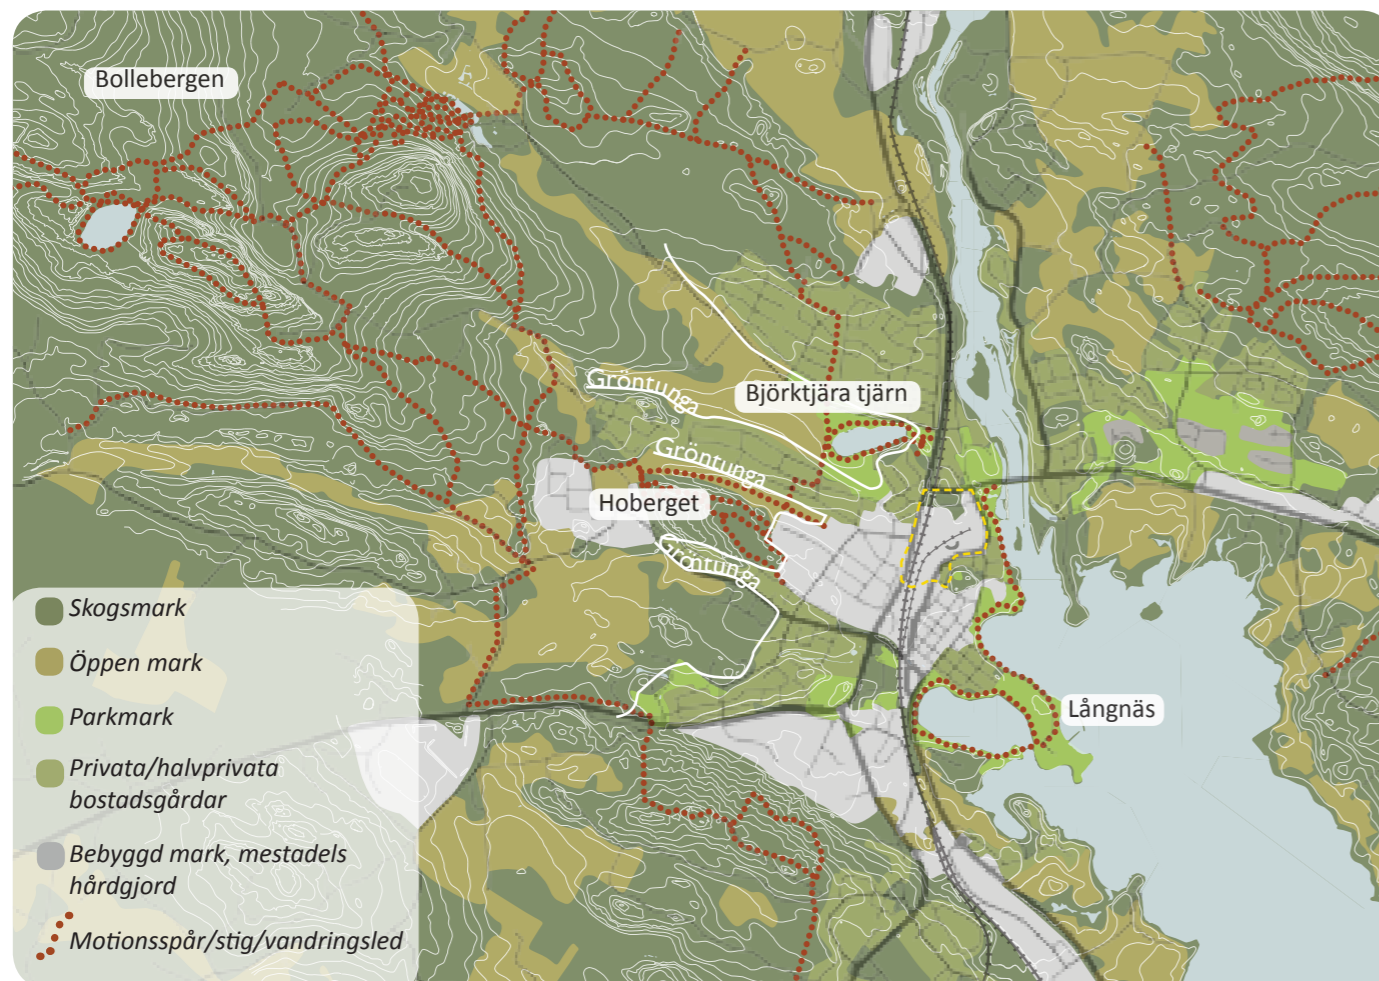 Bollebergen
Gröntunga
Björktjära tjärn
Gröntunga
Hoberget
Gröntunga
Långnäs
Skogsmark
Öppen mark
Parkmark
Privata/halvprivata
bostadsgårdar
Bebyggd mark, mestadels
hårdgjord
Motionsspår/stig/vandringsled